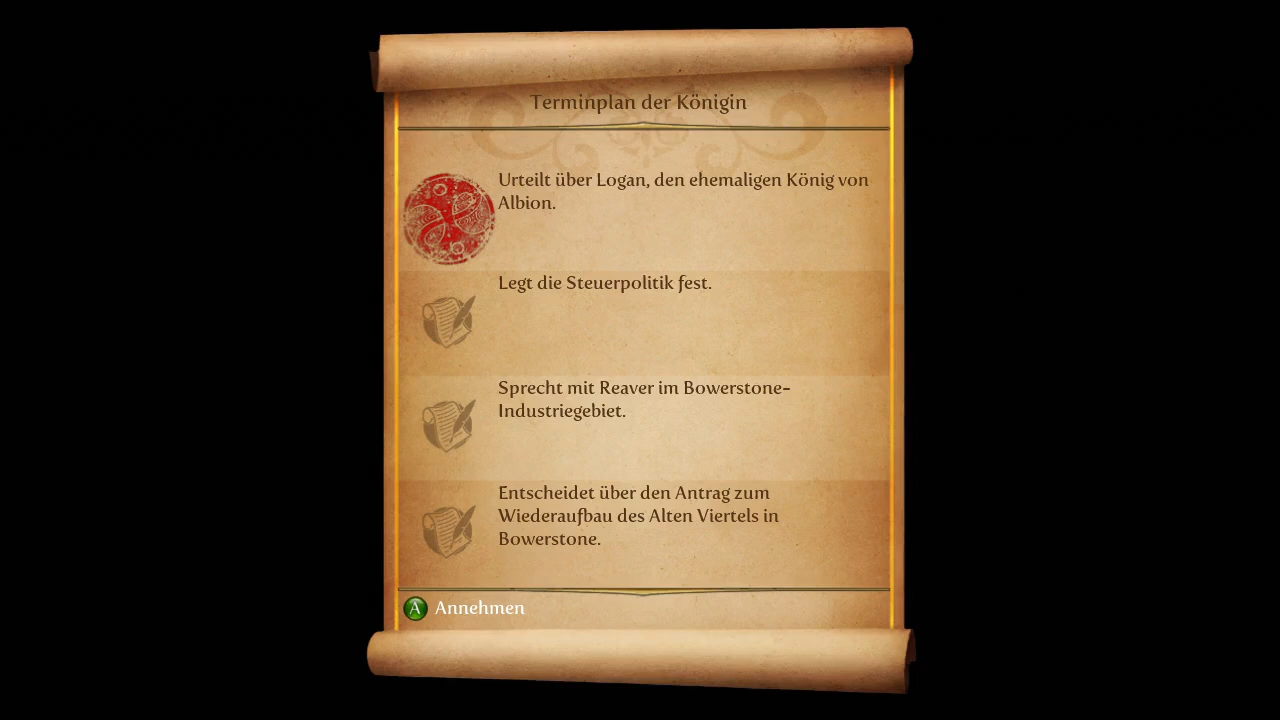 Terminplan der Königin
Urteilt über Logan, den ehemaligen König von
Albion.
Legt die Steuerpolitik fest.
Sprecht mit Reaver im Bowerstone-
Industriegebiet.
Entscheidet über den Antrag zum
Wiederaufbau des Alten Viertels in
Bowerstone.
A Annehmen